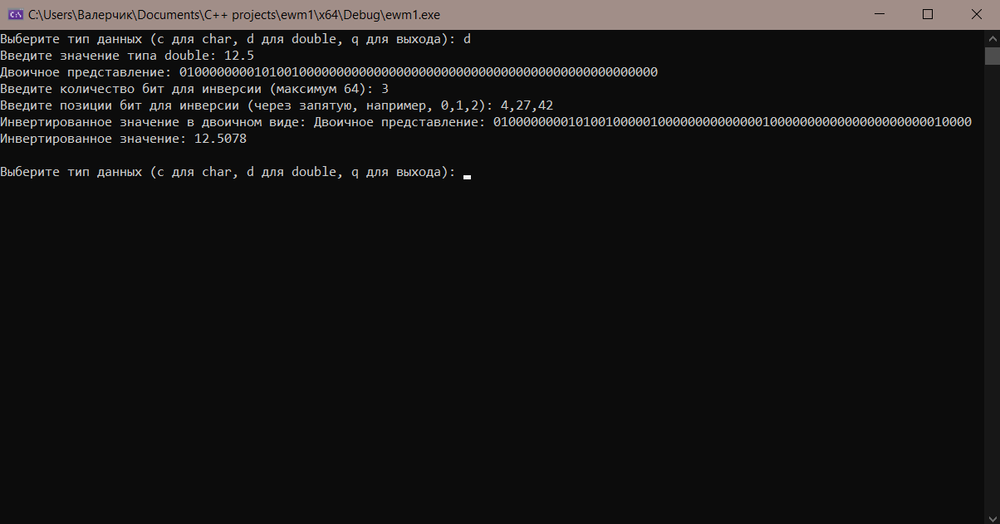 C:\Users\Валерчик\Documents\C++ projects\ewm1\x64\Debug\ewm1.exe
Выберите тип данных (c для char, d для double, q для выхода): d
Введите значение типа double: 12.5
Двоичное представление: 0100000000101001000000000000000000000000000000000000000000000000
Введите количество бит для инверсии (максимум 64): 3
Введите позиции бит для инверсии (через запятую, например, 0,1,2): 4,27,42
Инвертированное значение в двоичном виде: Двоичное представление: 0100000000101001000001000000000000001000000000000000000000010000
Инвертированное значение: 12.5078
Выберите тип данных (c для char, d для double, q для выхода):